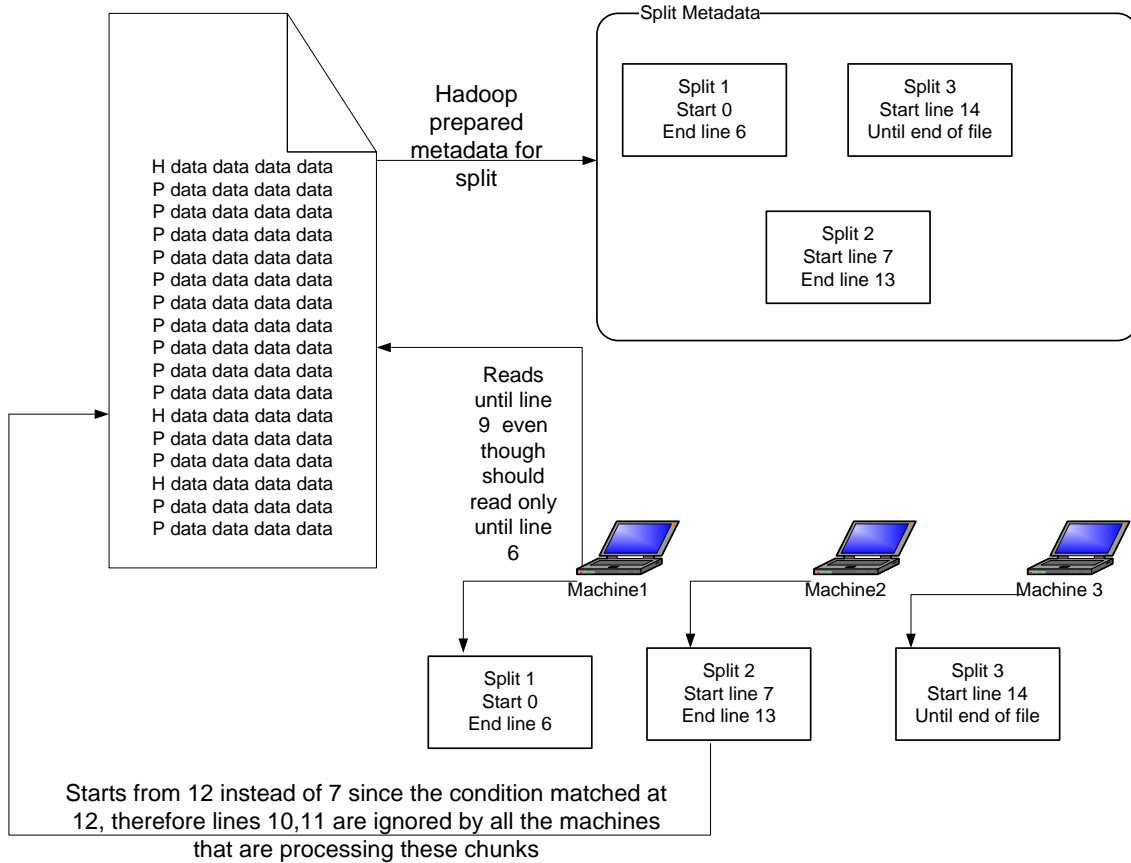 Split Metadata
Split 1
Start 0
End line 6
Split 3
Start line 14
Until end of file
Split 2
Start line 7
End line 13
Hadoop
prepared
metadata for
split
H data data data data
P data data data data
P data data data data
P data data data data
P data data data data
P data data data data
P data data data data
P data data data data
P data data data data
P data data data data
P data data data data
H data data data data
P data data data data
P data data data data
H data data data data
P data data data data
P data data data data
Reads
until line
9 even
though
should
read only
until line
6
Machine1
Machine2
Machine 3
Split 1
Start 0
End line 6
Split 2
Start line 7
End line 13
Split 3
Start line 14
Until end of file
Starts from 12 instead of 7 since the condition matched at
12, therefore lines 10,11 are ignored by all the machines
that are processing these chunks